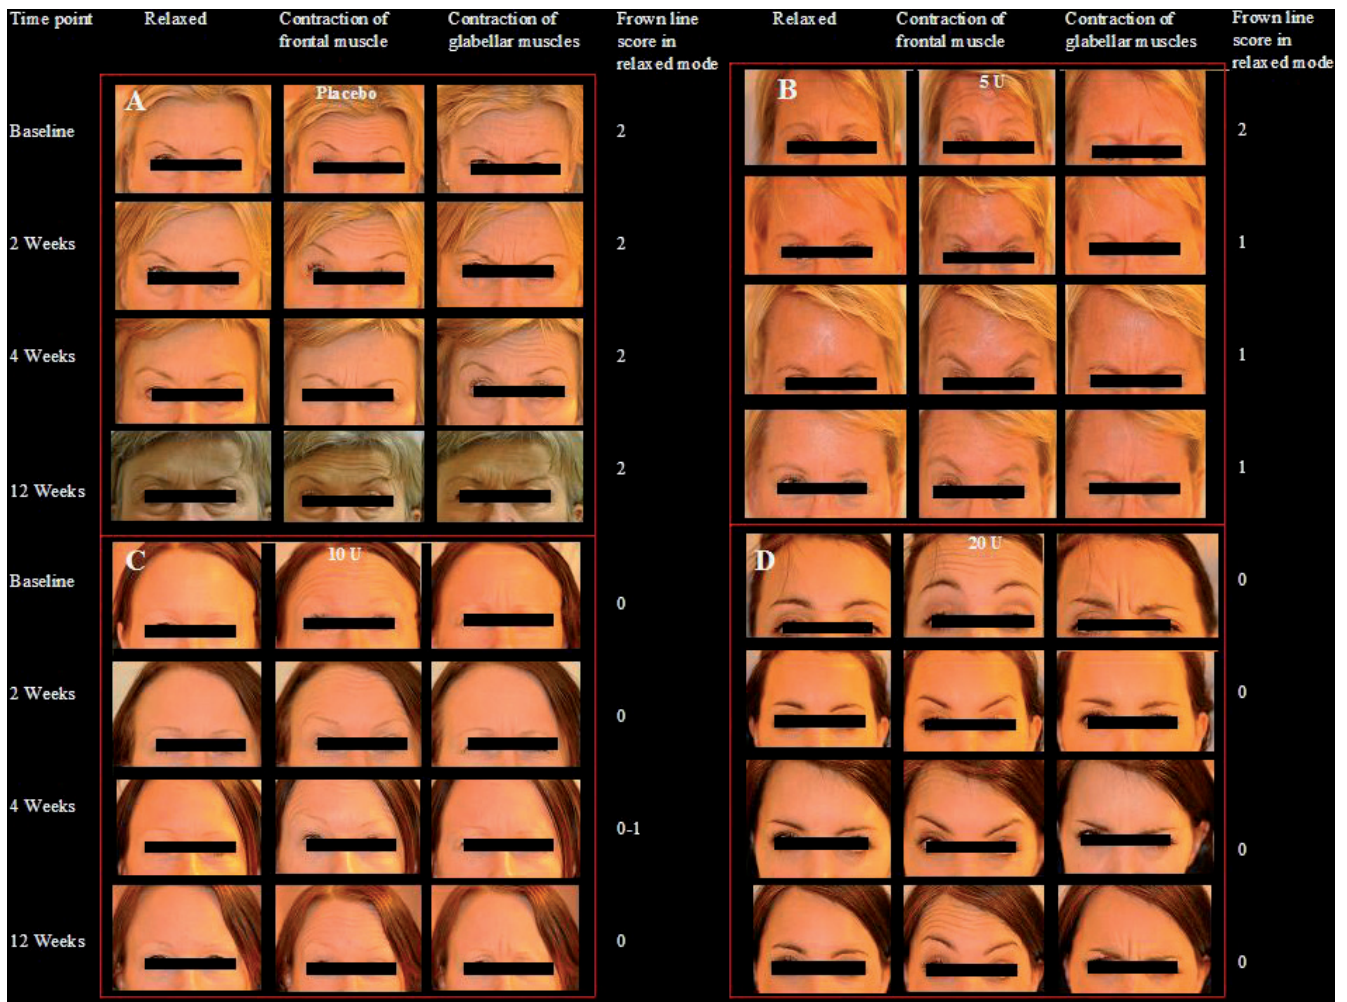 Time point
Relaxed
Contraction of
frontal muscle
Contraction of
glabellar muscles
Frown line
score in
relaxed mode
Relaxed
Contraction of
frontal muscle
Contraction of
glabellar muscles
Frown line
score in
relaxed mode
A
Placebo
Baseline
2
2 Weeks
2
4 Weeks
2
12 Weeks
2
B
5 U
2
1
1
1
C
10 U
Baseline
0
2 Weeks
0
4 Weeks
0-1
12 Weeks
0
D
20 U
0
0
0
0